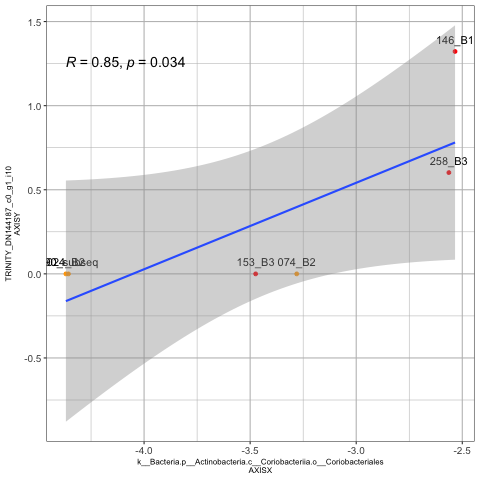 1.5
1.0
0.5
0.0
-0.5
R = 0.85, p = 0.034
146_B1
258_B3
153_B3 074_B2
-4.0 -3.5 -3.0 -2.5
k__Bacteria.p__Actinobacteria.c__Coriobacteriia.o__Coriobacteriales
AXISX
TRINITY_DN144187_c0_g1_i10
AXISY